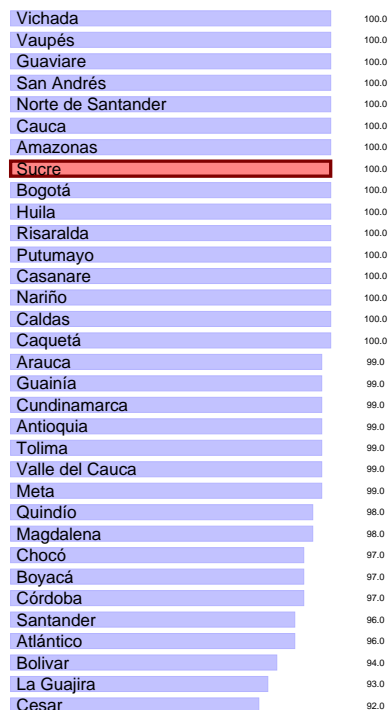 Vichada 100.0
Vaupés 100.0
Guaviare 100.0
San Andrés 100.0
Norte de Santander 100.0
Cauca 100.0
Amazonas 100.0
Sucre 100.0
Bogotá 100.0
Huila 100.0
Risaralda 100.0
Putumayo 100.0
Casanare 100.0
Nariño 100.0
Caldas 100.0
Caquetá 100.0
Arauca 99.0
Guainía 99.0
Cundinamarca 99.0
Antioquia 99.0
Tolima 99.0
Valle del Cauca 99.0
Meta 99.0
Quindío 98.0
Magdalena 98.0
Chocó 97.0
Boyacá 97.0
Córdoba 97.0
Santander 96.0
Atlántico 96.0
Bolivar 94.0
La Guajira 93.0
Cesar 92.0